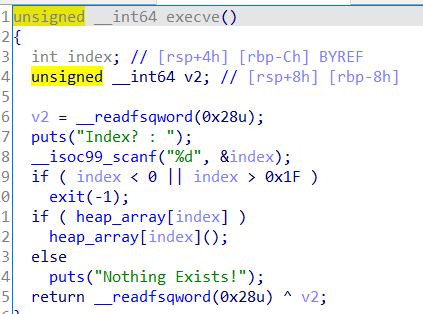 1 unsigned __int64 execve()
2 {
3 int index; // [rsp+4h] [rbp-Ch] BYREF
4 unsigned __int64 v2; // [rsp+8h] [rbp-8h]
5
6 v2 = __readfsqword(0x28u);
7 puts("Index? : ");
8 __isoc99_scanf("%d", &index);
9 if ( index < 0 || index > 0x1F )
0 exit(-1);
1 if ( heap_array[index] )
2 heap_array[index]();
3 else
4 puts("Nothing Exists!");
5 return __readfsqword(0x28u) ^ v2;